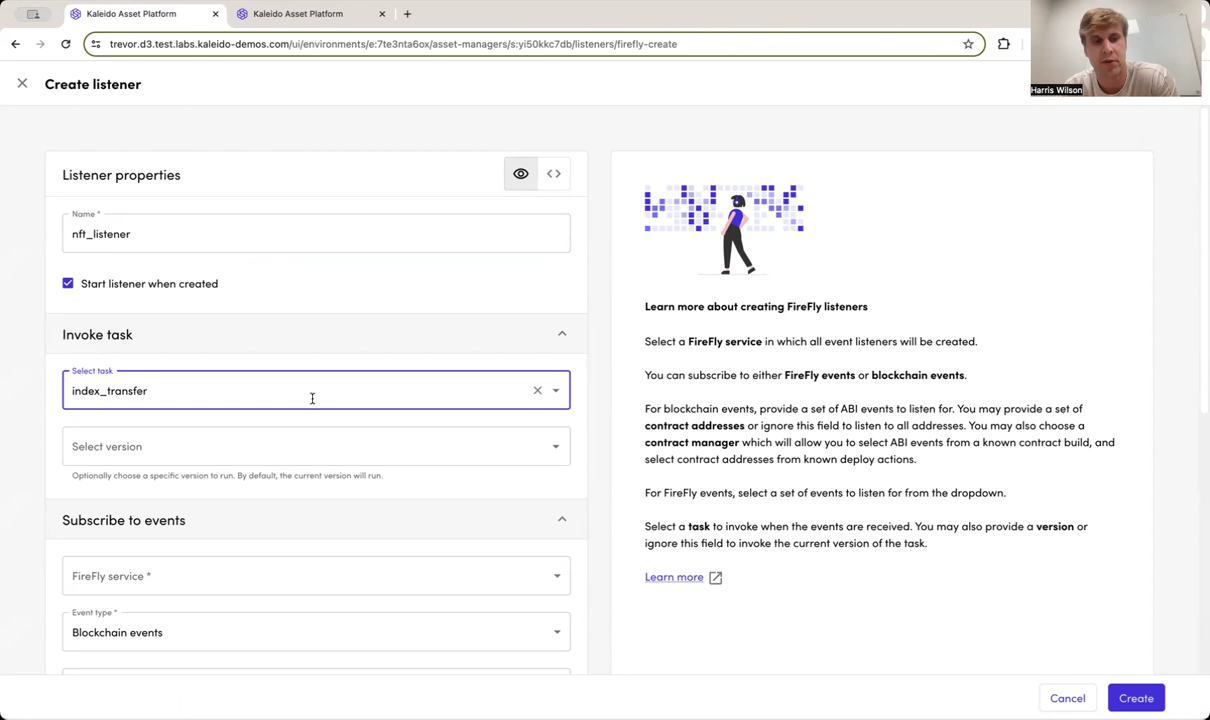 Kaleido Asset Platform
Kaleido Asset Platform
trevor.d3.test.labs.kaleido-demos.com/ui/environments/e:7te3nta6ox/asset-managers/s:yi50kkc7db/listeners/firefly-create
Harris Wilson
Create listener
Listener properties
Name *
nft_listener
Start listener when created
Invoke task
Select task
index_transfer
Select version
Optionally choose a specific version to run. By default, the current version will run.
Subscribe to events
FireFly service *
Event type *
Blockchain events
Learn more about creating FireFly listeners
Select a FireFly service in which all event listeners will be created.
You can subscribe to either FireFly events or blockchain events.
For blockchain events, provide a set of ABI events to listen for. You may provide a set of
contract addresses or ignore this field to listen to all addresses. You may also choose a
contract manager which will allow you to select ABI events from a known contract build, and
select contract addresses from known deploy actions.
For FireFly events, select a set of events to listen for from the dropdown.
Select a task to invoke when the events are received. You may also provide a version or
ignore this field to invoke the current version of the task.
Learn more
Cancel
Create